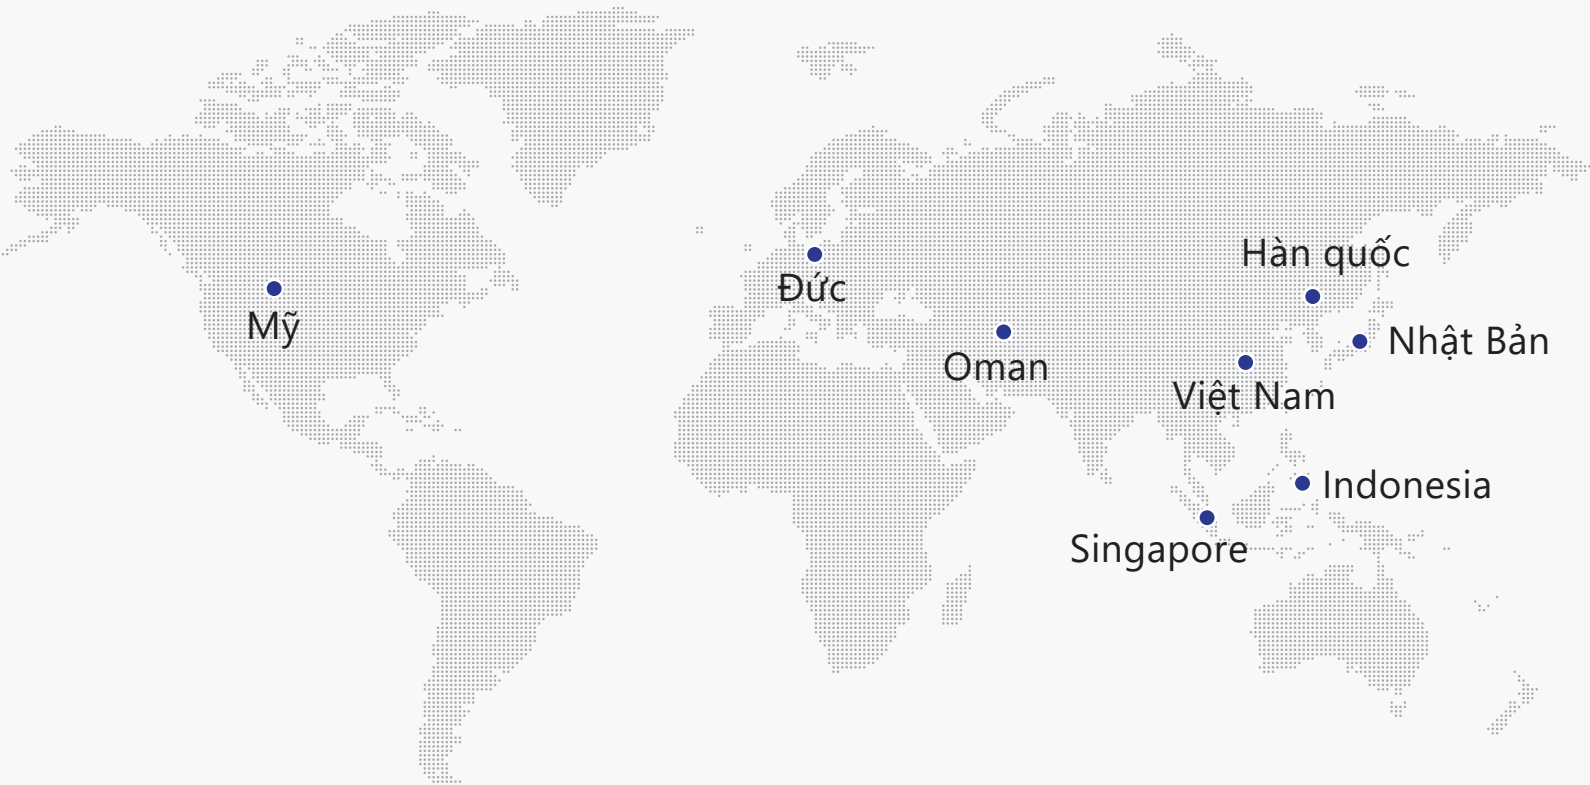 Hàn quốc
Đức
Mỹ
Nhật Bản
Oman
Việt Nam
Indonesia
Singapore